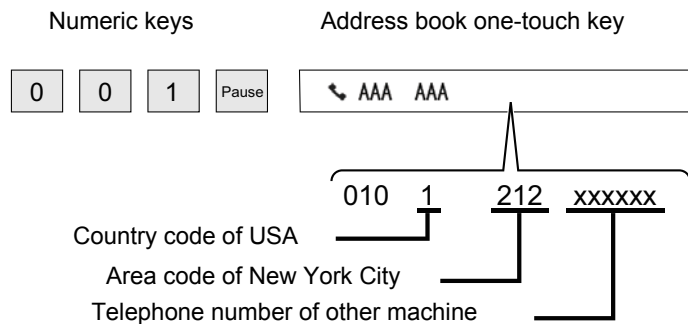 Numeric keys Address book one-touch key
0 0 1 Pause AAA AAA
010 1 212 xxxxxx
Country code of USA
Area code of New York City
Telephone number of other machine